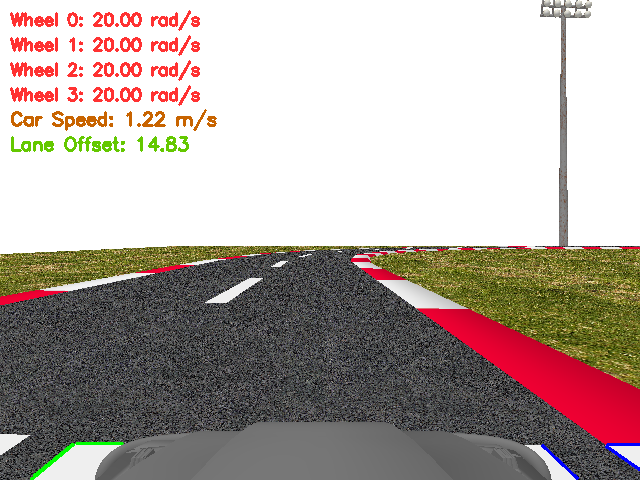 Wheel 0: 20.00 rad/s
Wheel 1: 20.00 rad/s
Wheel 2: 20.00 rad/s
Wheel 3: 20.00 rad/s
Car Speed: 1.22 m/s
Lane Offset: 14.83